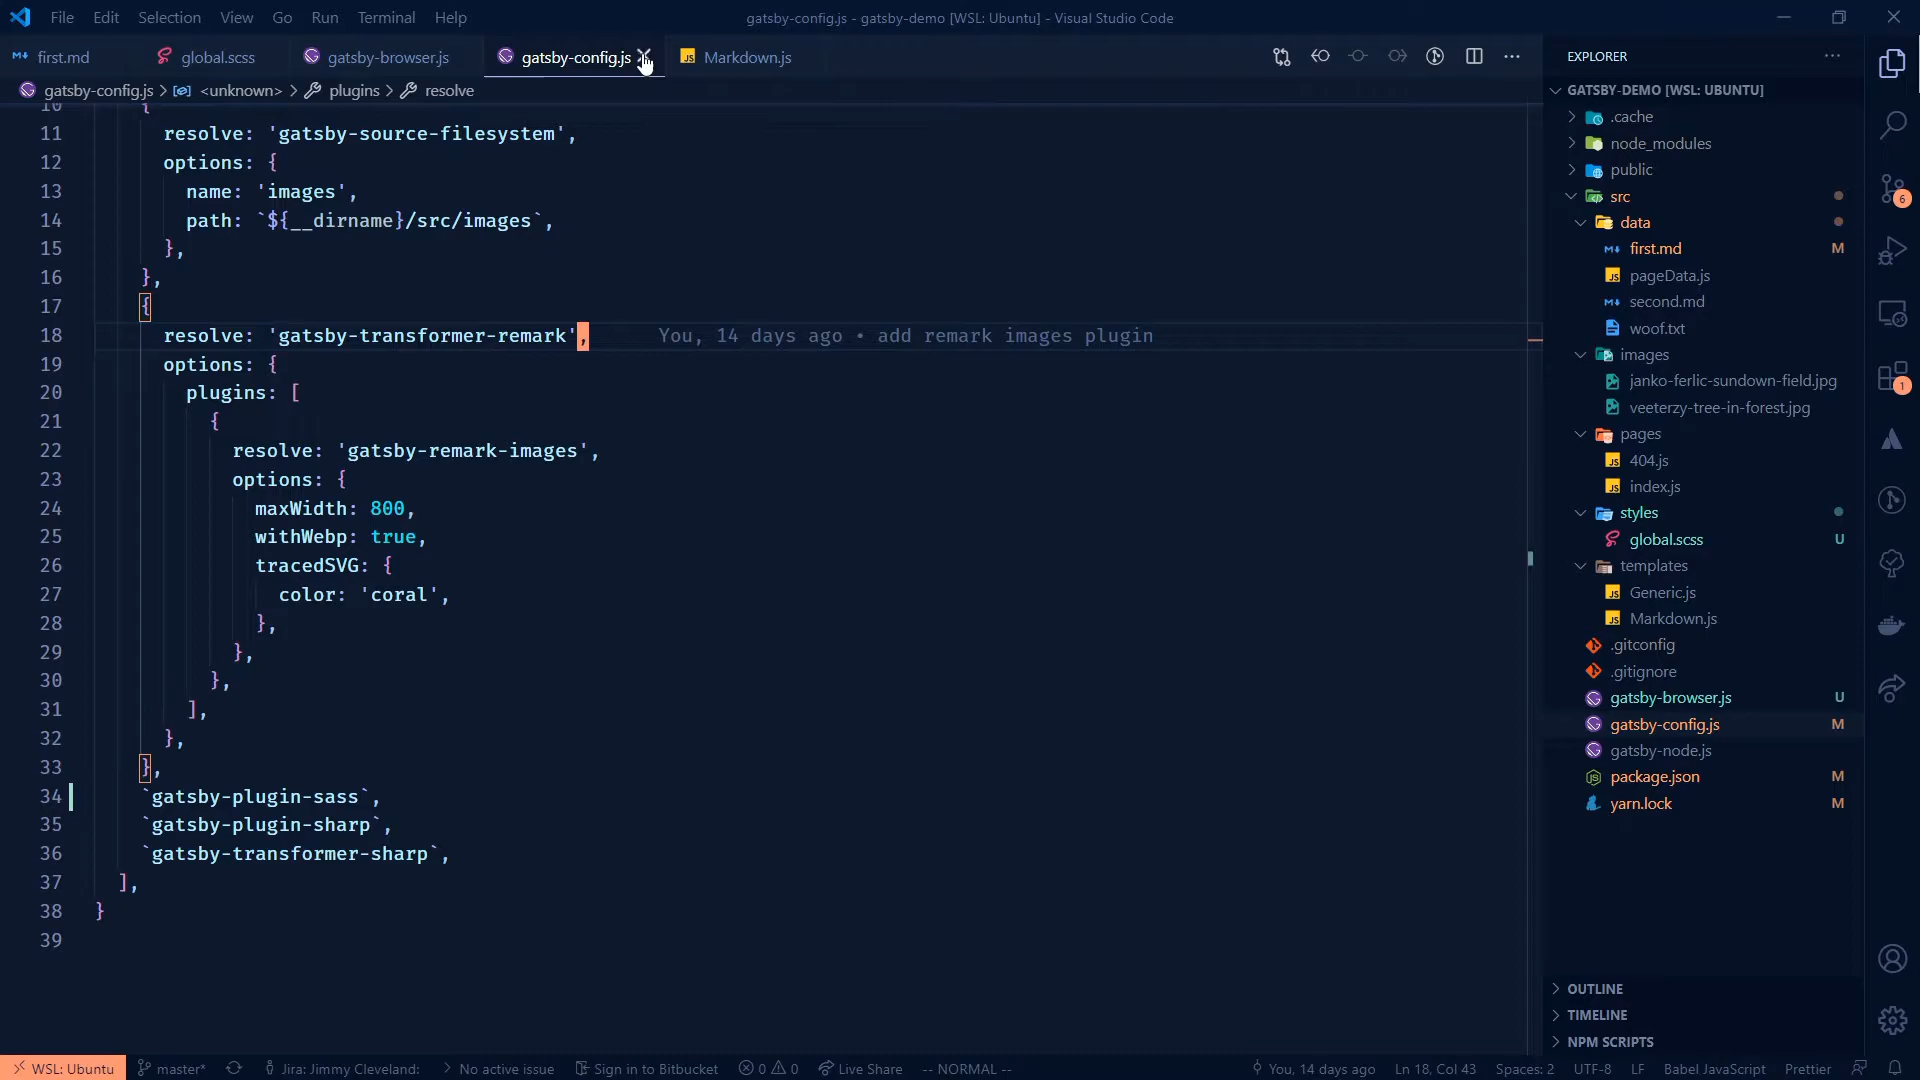 File Edit Selection View Go Run Terminal Help
gatsby-config.js - gatsby-demo [WSL: Ubuntu] - Visual Studio Code
first.md global.scss gatsby-browser.js gatsby-config.js Markdown.js
gatsby-config.js > <unknown> > plugins > resolve
10 {
11 resolve: 'gatsby-source-filesystem',
12 options: {
13 name: 'images',
14 path: `${__dirname}/src/images`,
15 },
16 },
17 {
18 resolve: 'gatsby-transformer-remark', You, 14 days ago • add remark images plugin
19 options: {
20 plugins: [
21 {
22 resolve: 'gatsby-remark-images',
23 options: {
24 maxWidth: 800,
25 withWebp: true,
26 tracedSVG: {
27 color: 'coral',
28 },
29 },
30 },
31 ],
32 },
33 },
34 `gatsby-plugin-sass`,
35 `gatsby-plugin-sharp`,
36 `gatsby-transformer-sharp`,
37 ],
38 }
39
EXPLORER
GATSBY-DEMO [WSL: UBUNTU]
.cache
node_modules
public
src
data
first.md M
pageData.js
second.md
woof.txt
images
janko-ferlic-sundown-field.jpg
veeterzy-tree-in-forest.jpg
pages
404.js
index.js
styles
global.scss U
templates
Generic.js
Markdown.js
.gitconfig
.gitignore
gatsby-browser.js U
gatsby-config.js M
gatsby-node.js
package.json M
yarn.lock M
OUTLINE
TIMELINE
NPM SCRIPTS
6
1
WSL: Ubuntu master* Jira: Jimmy Cleveland: No active issue Sign in to Bitbucket 0 0 Live Share -- NORMAL -- You, 14 days ago Ln 18, Col 43 Spaces: 2 UTF-8 LF Babel JavaScript Prettier